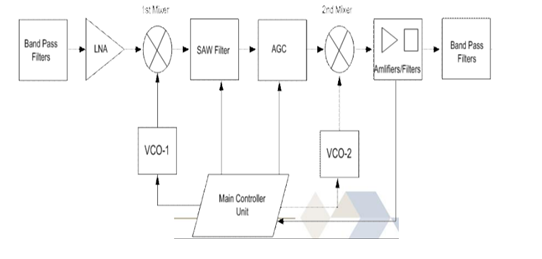 1st Mixer
2nd Mixer
Band Pass
Filters
LNA
SAW Filter
AGC
Amlifiers/Filters
Band Pass
Filters
VCO-1
VCO-2
Main Controller
Unit